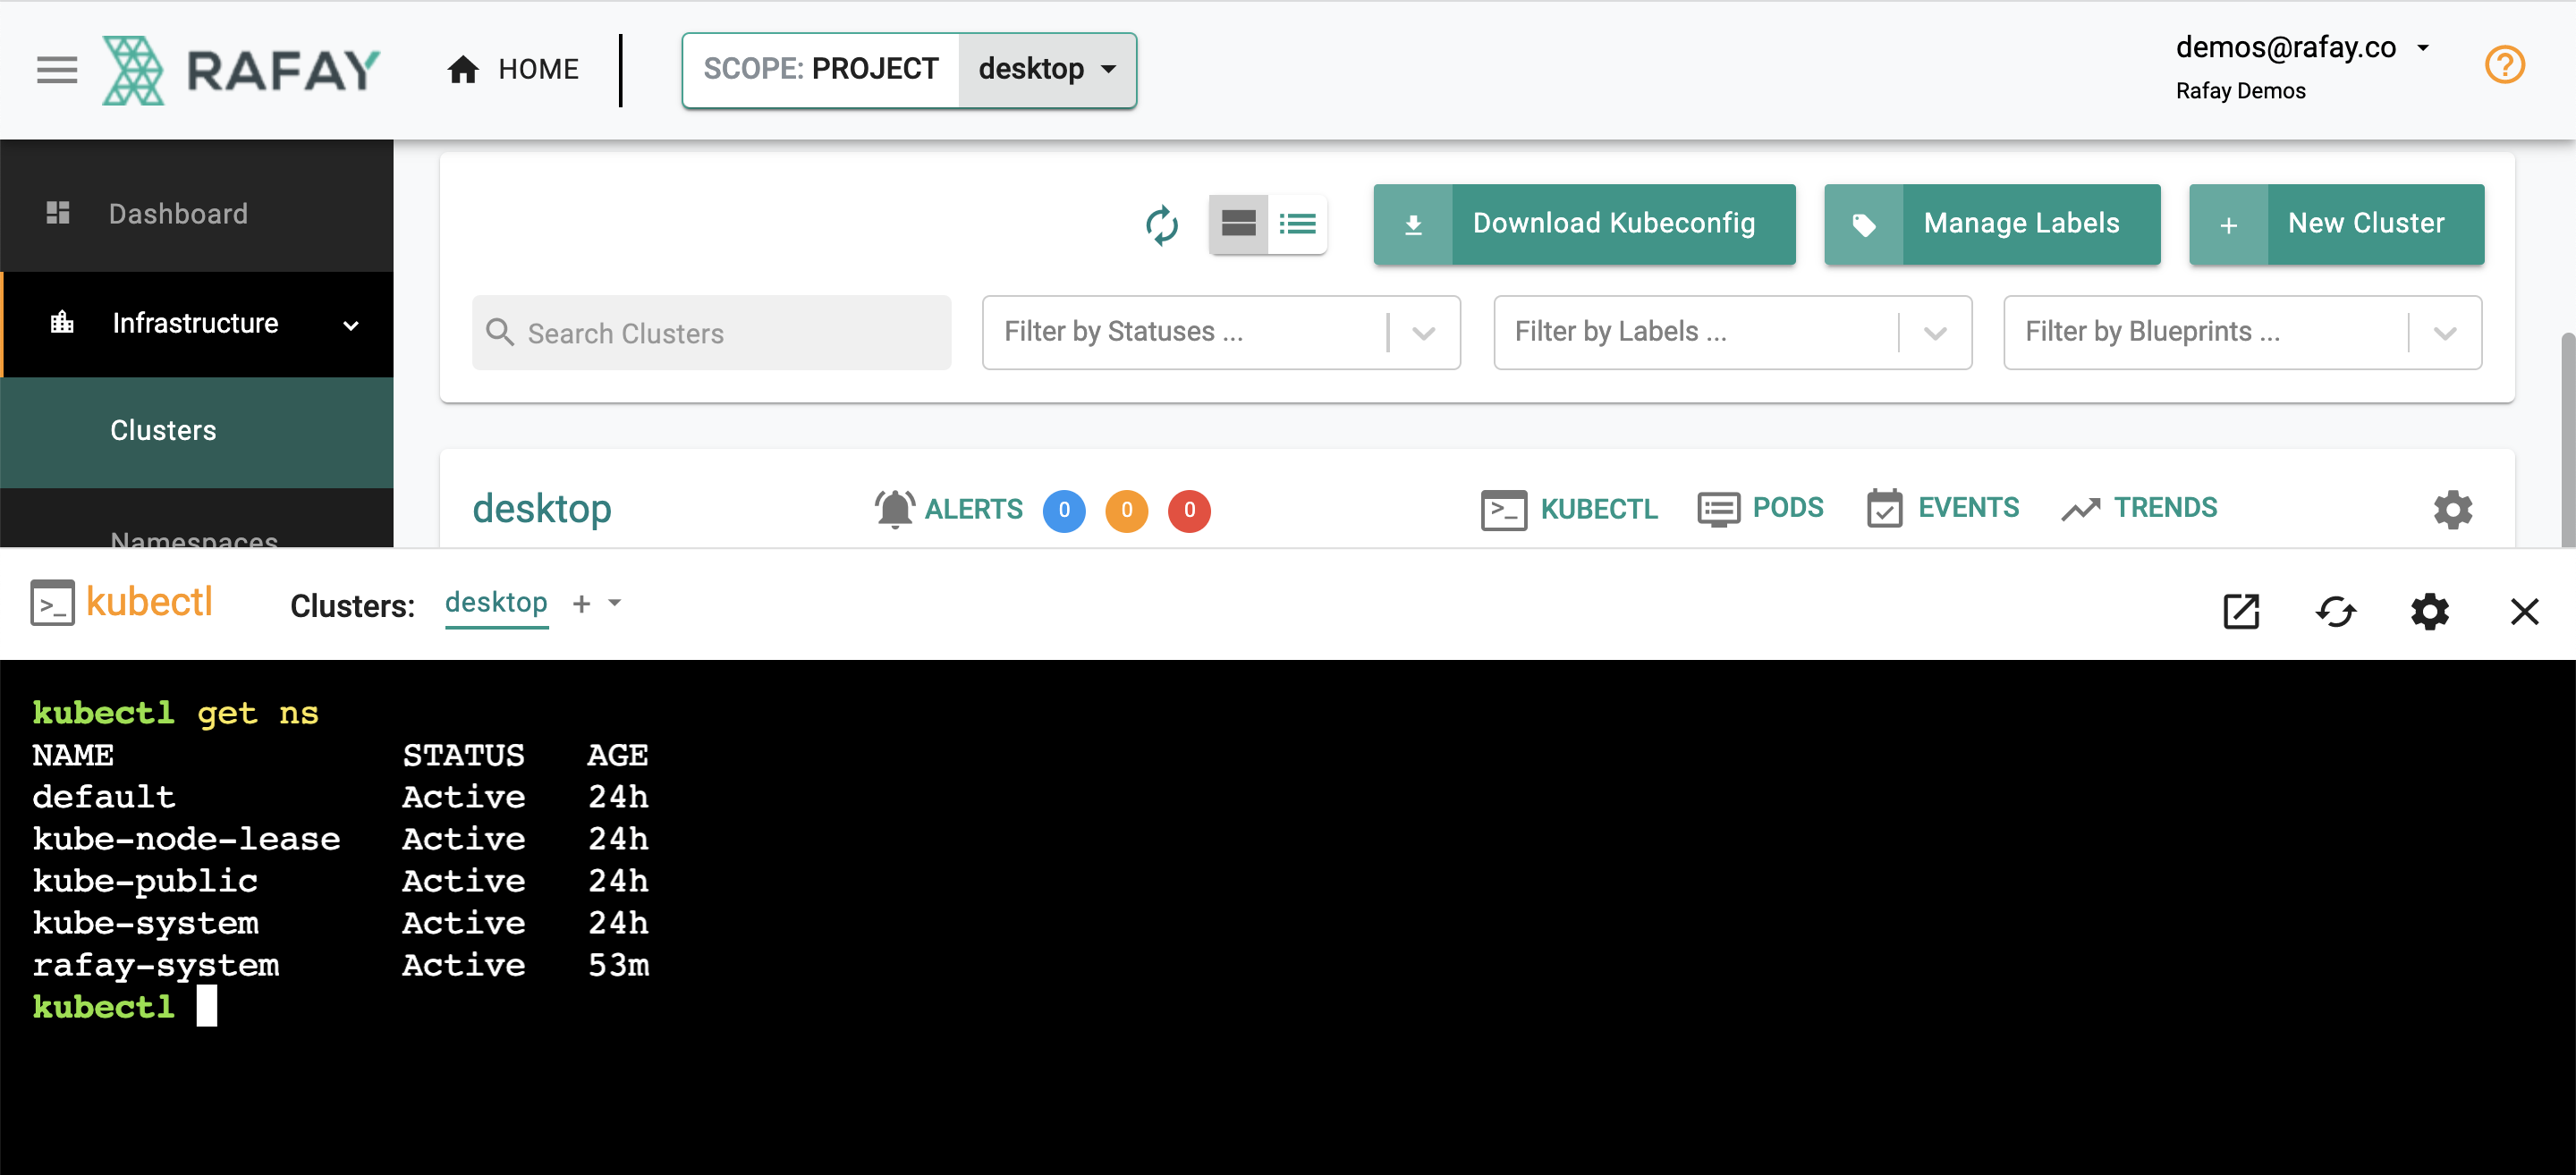 RAFAY
HOME
SCOPE: PROJECT desktop
demos@rafay.co
Rafay Demos
?
Dashboard
Infrastructure
Clusters
Namespaces
Download Kubeconfig
Manage Labels
+ New Cluster
Search Clusters
Filter by Statuses ...
Filter by Labels ...
Filter by Blueprints ...
desktop
ALERTS 0 0 0
>_ KUBECTL
PODS
EVENTS
TRENDS
>_ kubectl
Clusters: desktop +
kubectl get ns
NAME STATUS AGE
default Active 24h
kube-node-lease Active 24h
kube-public Active 24h
kube-system Active 24h
rafay-system Active 53m
kubectl